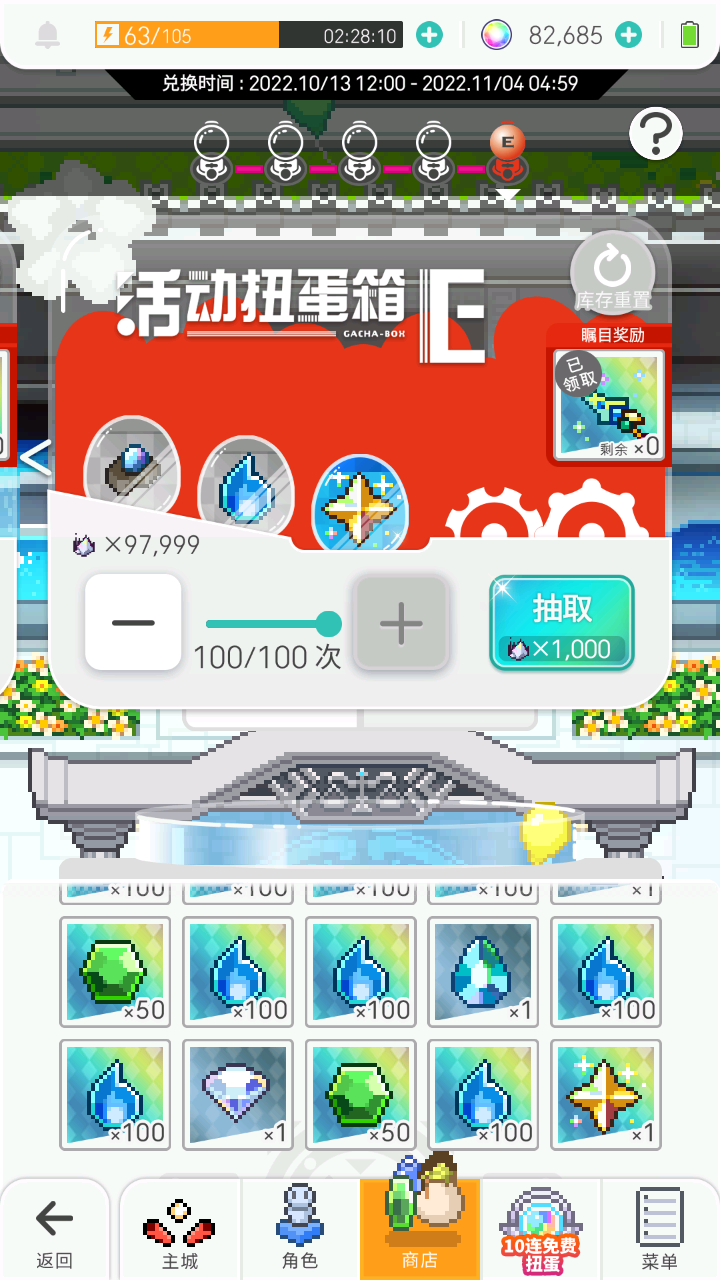 63/105
02:28:10
82,685
兑换时间：2022.10/13 12:00 - 2022.11/04 04:59
E
?
活动扭蛋箱 E
GACHA-BOX
库存重置
瞩目奖励
已
领取
剩余 ×0
×97,999
100/100 次
抽取
×1,000
×100 ×100 ×100 ×100 ×1
×50 ×100 ×100 ×1 ×100
×100 ×1 ×50 ×100 ×1
返回
主城
角色
商店
10连免费
扭蛋
菜单